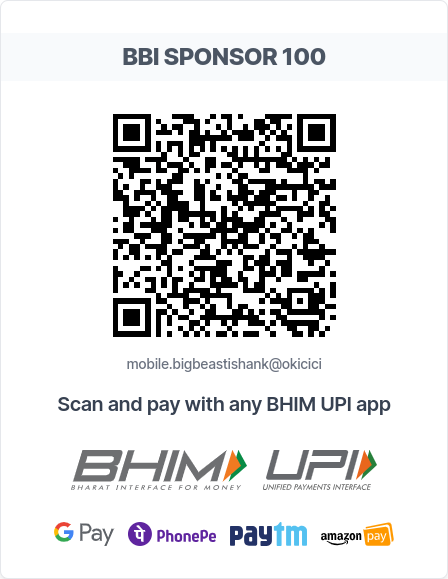 BBI SPONSOR 100
mobile.bigbeastishank@okicici
Scan and pay with any BHIM UPI app
BHIM UPI
BHARAT INTERFACE FOR MONEY UNIFIED PAYMENTS INTERFACE
G Pay PhonePe paytm amazon pay